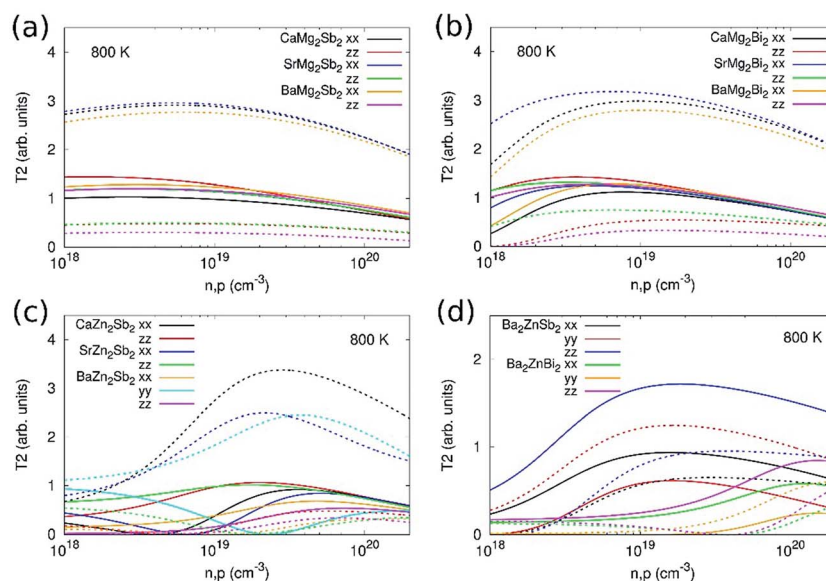 (a)
800 K
CaMg2Sb2 xx
zz
SrMg2Sb2 xx
zz
BaMg2Sb2 xx
zz
T2 (arb. units)
4
3
2
1
0
10^18
10^19
10^20
n,p (cm^-3)
(b)
800 K
CaMg2Bi2 xx
zz
SrMg2Bi2 xx
zz
BaMg2Bi2 xx
zz
T2 (arb. units)
4
3
2
1
0
10^18
10^19
10^20
n,p (cm^-3)
(c)
CaZn2Sb2 xx
zz
SrZn2Sb2 xx
zz
BaZn2Sb2 xx
yy
zz
800 K
T2 (arb. units)
4
3
2
1
0
10^18
10^19
10^20
n,p (cm^-3)
(d)
Ba2ZnSb2 xx
yy
zz
Ba2ZnBi2 xx
yy
zz
800 K
T2 (arb. units)
2
1
0
10^18
10^19
10^20
n,p (cm^-3)